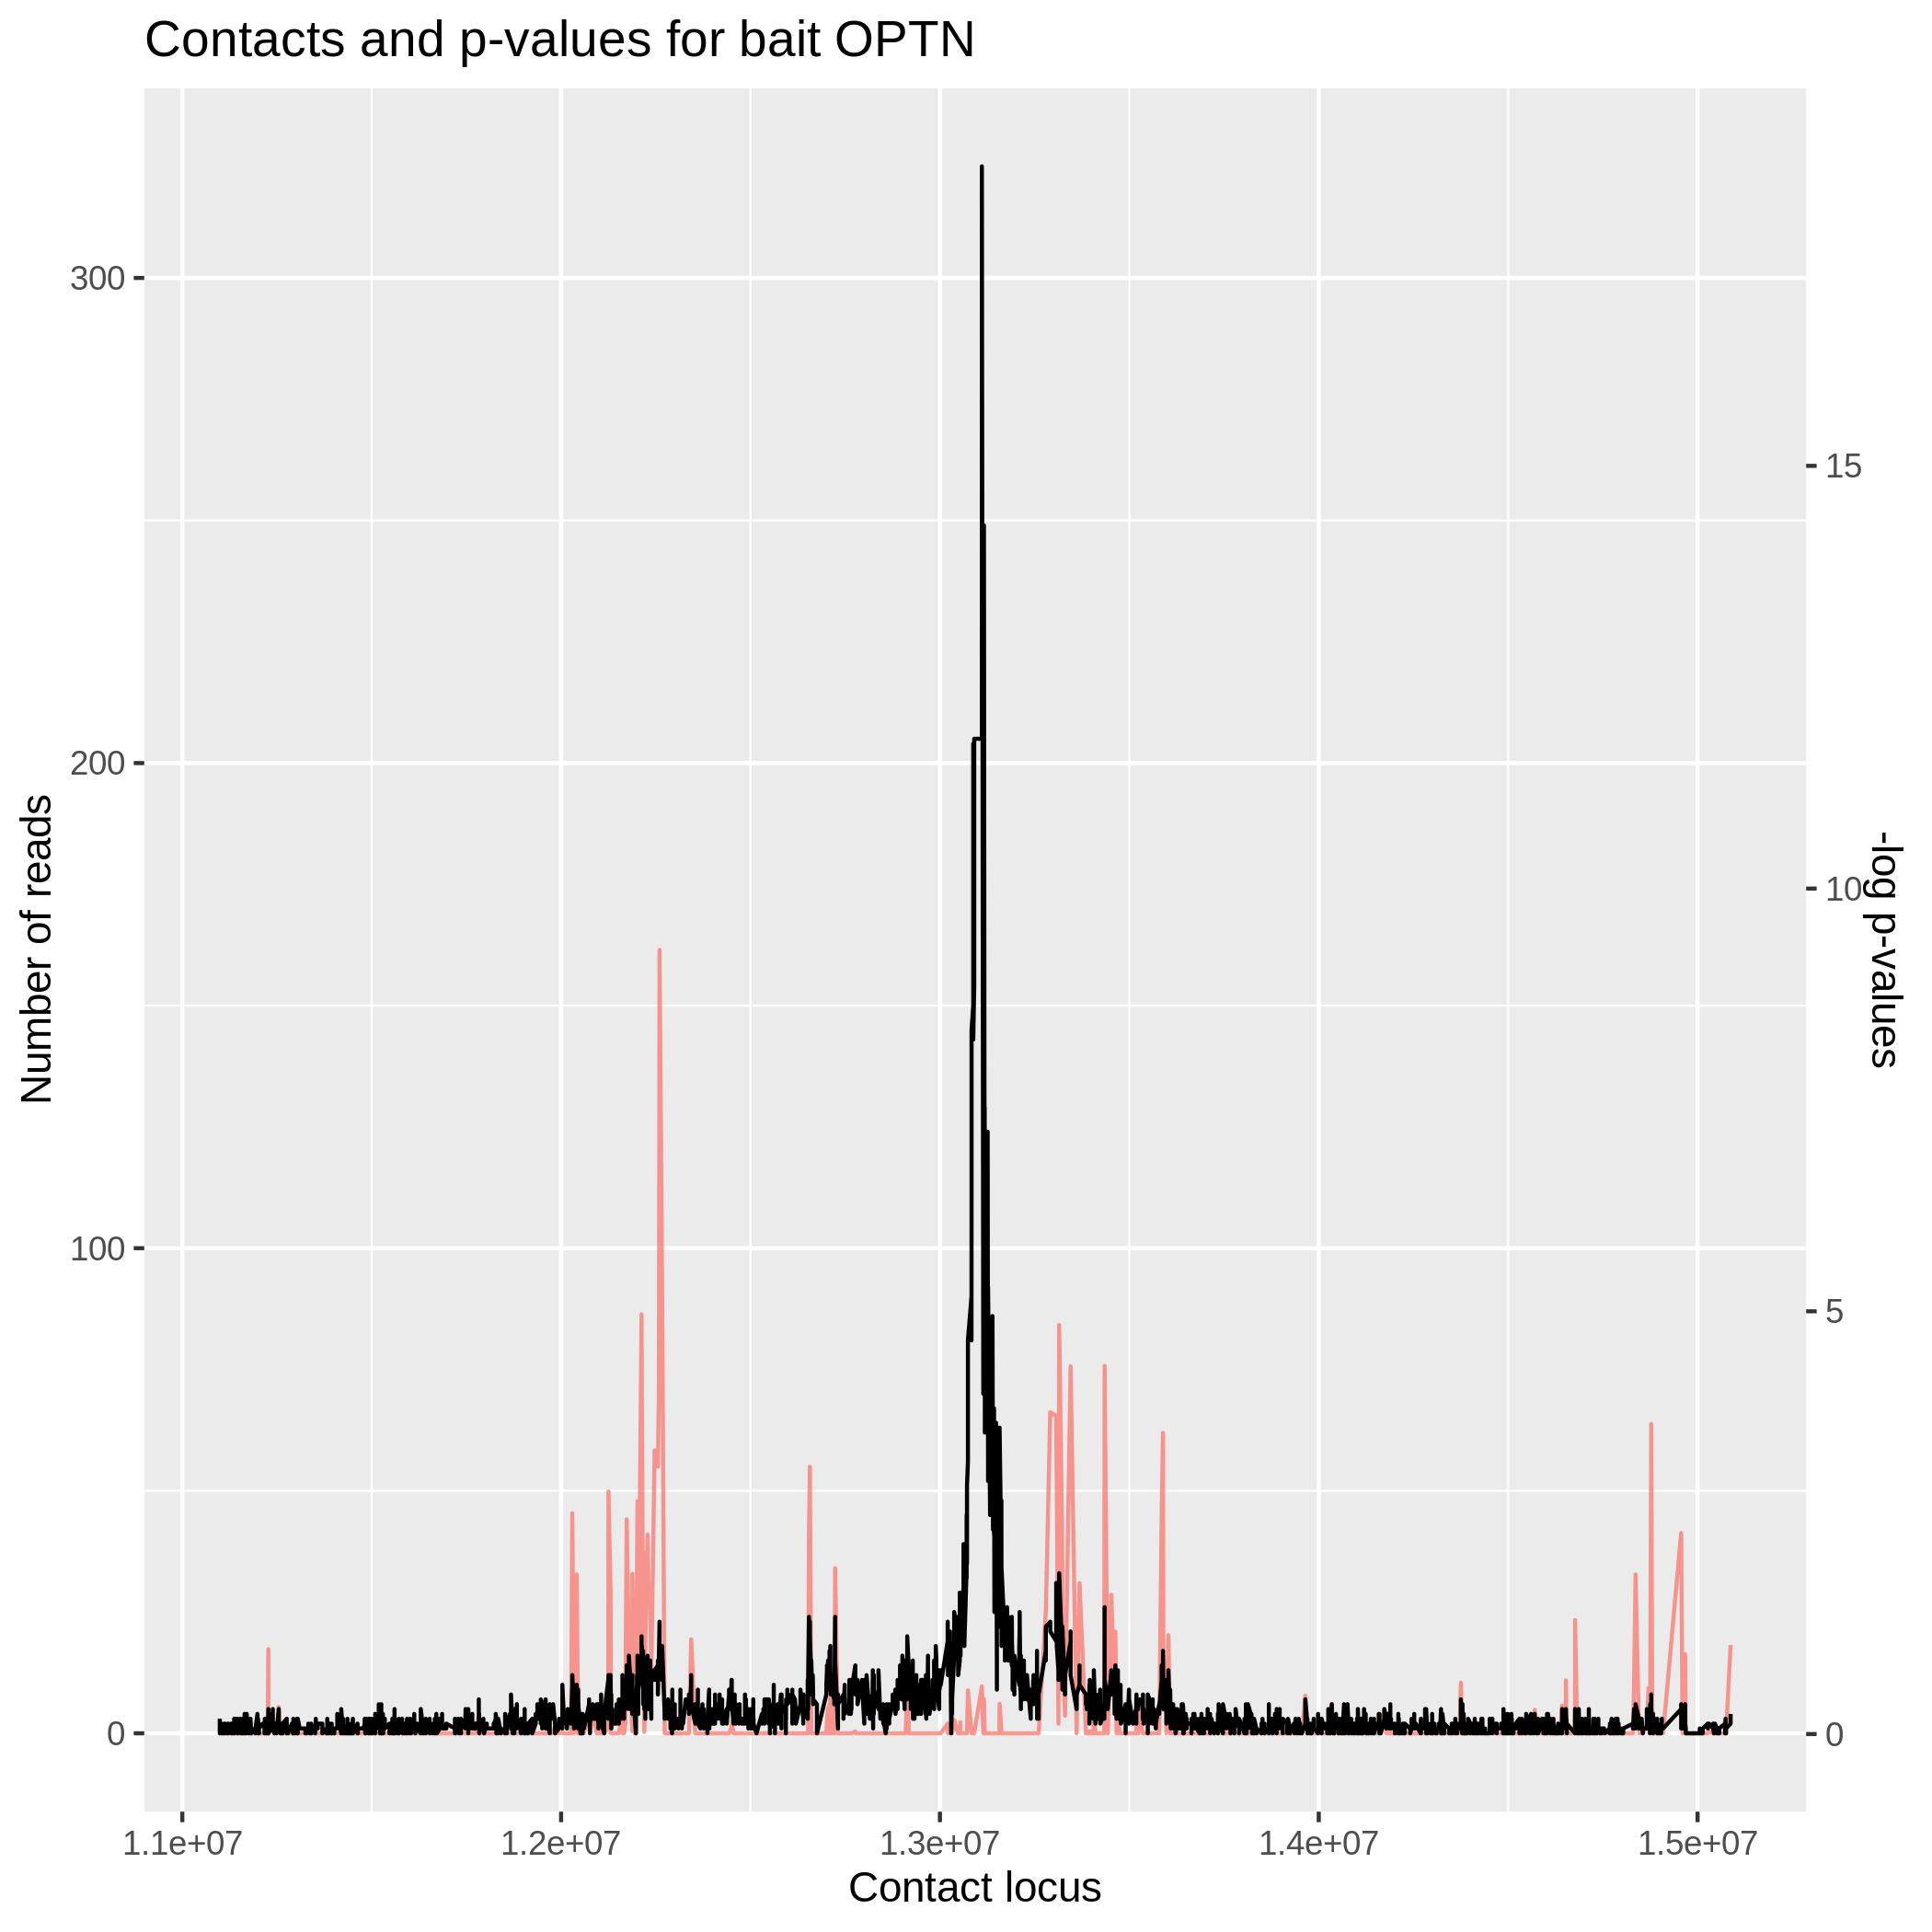 Contacts and p-values for bait OPTN
Number of reads
300
200
100
0
15
10
5
0
-log p-values
1.1e+07
1.2e+07
1.3e+07
1.4e+07
1.5e+07
Contact locus